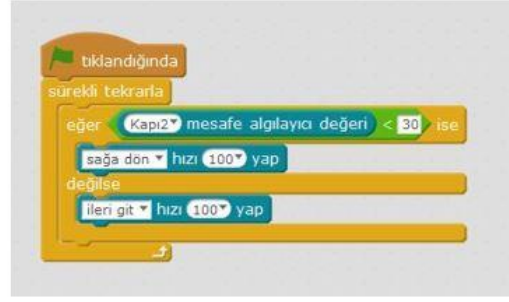 tıklandığında
sürekli tekrarla
eğer Kapı2 mesafe algılayıcı değeri < 30 ise
sağa dön hızı 100 yap
değilse
ileri git hızı 100 yap